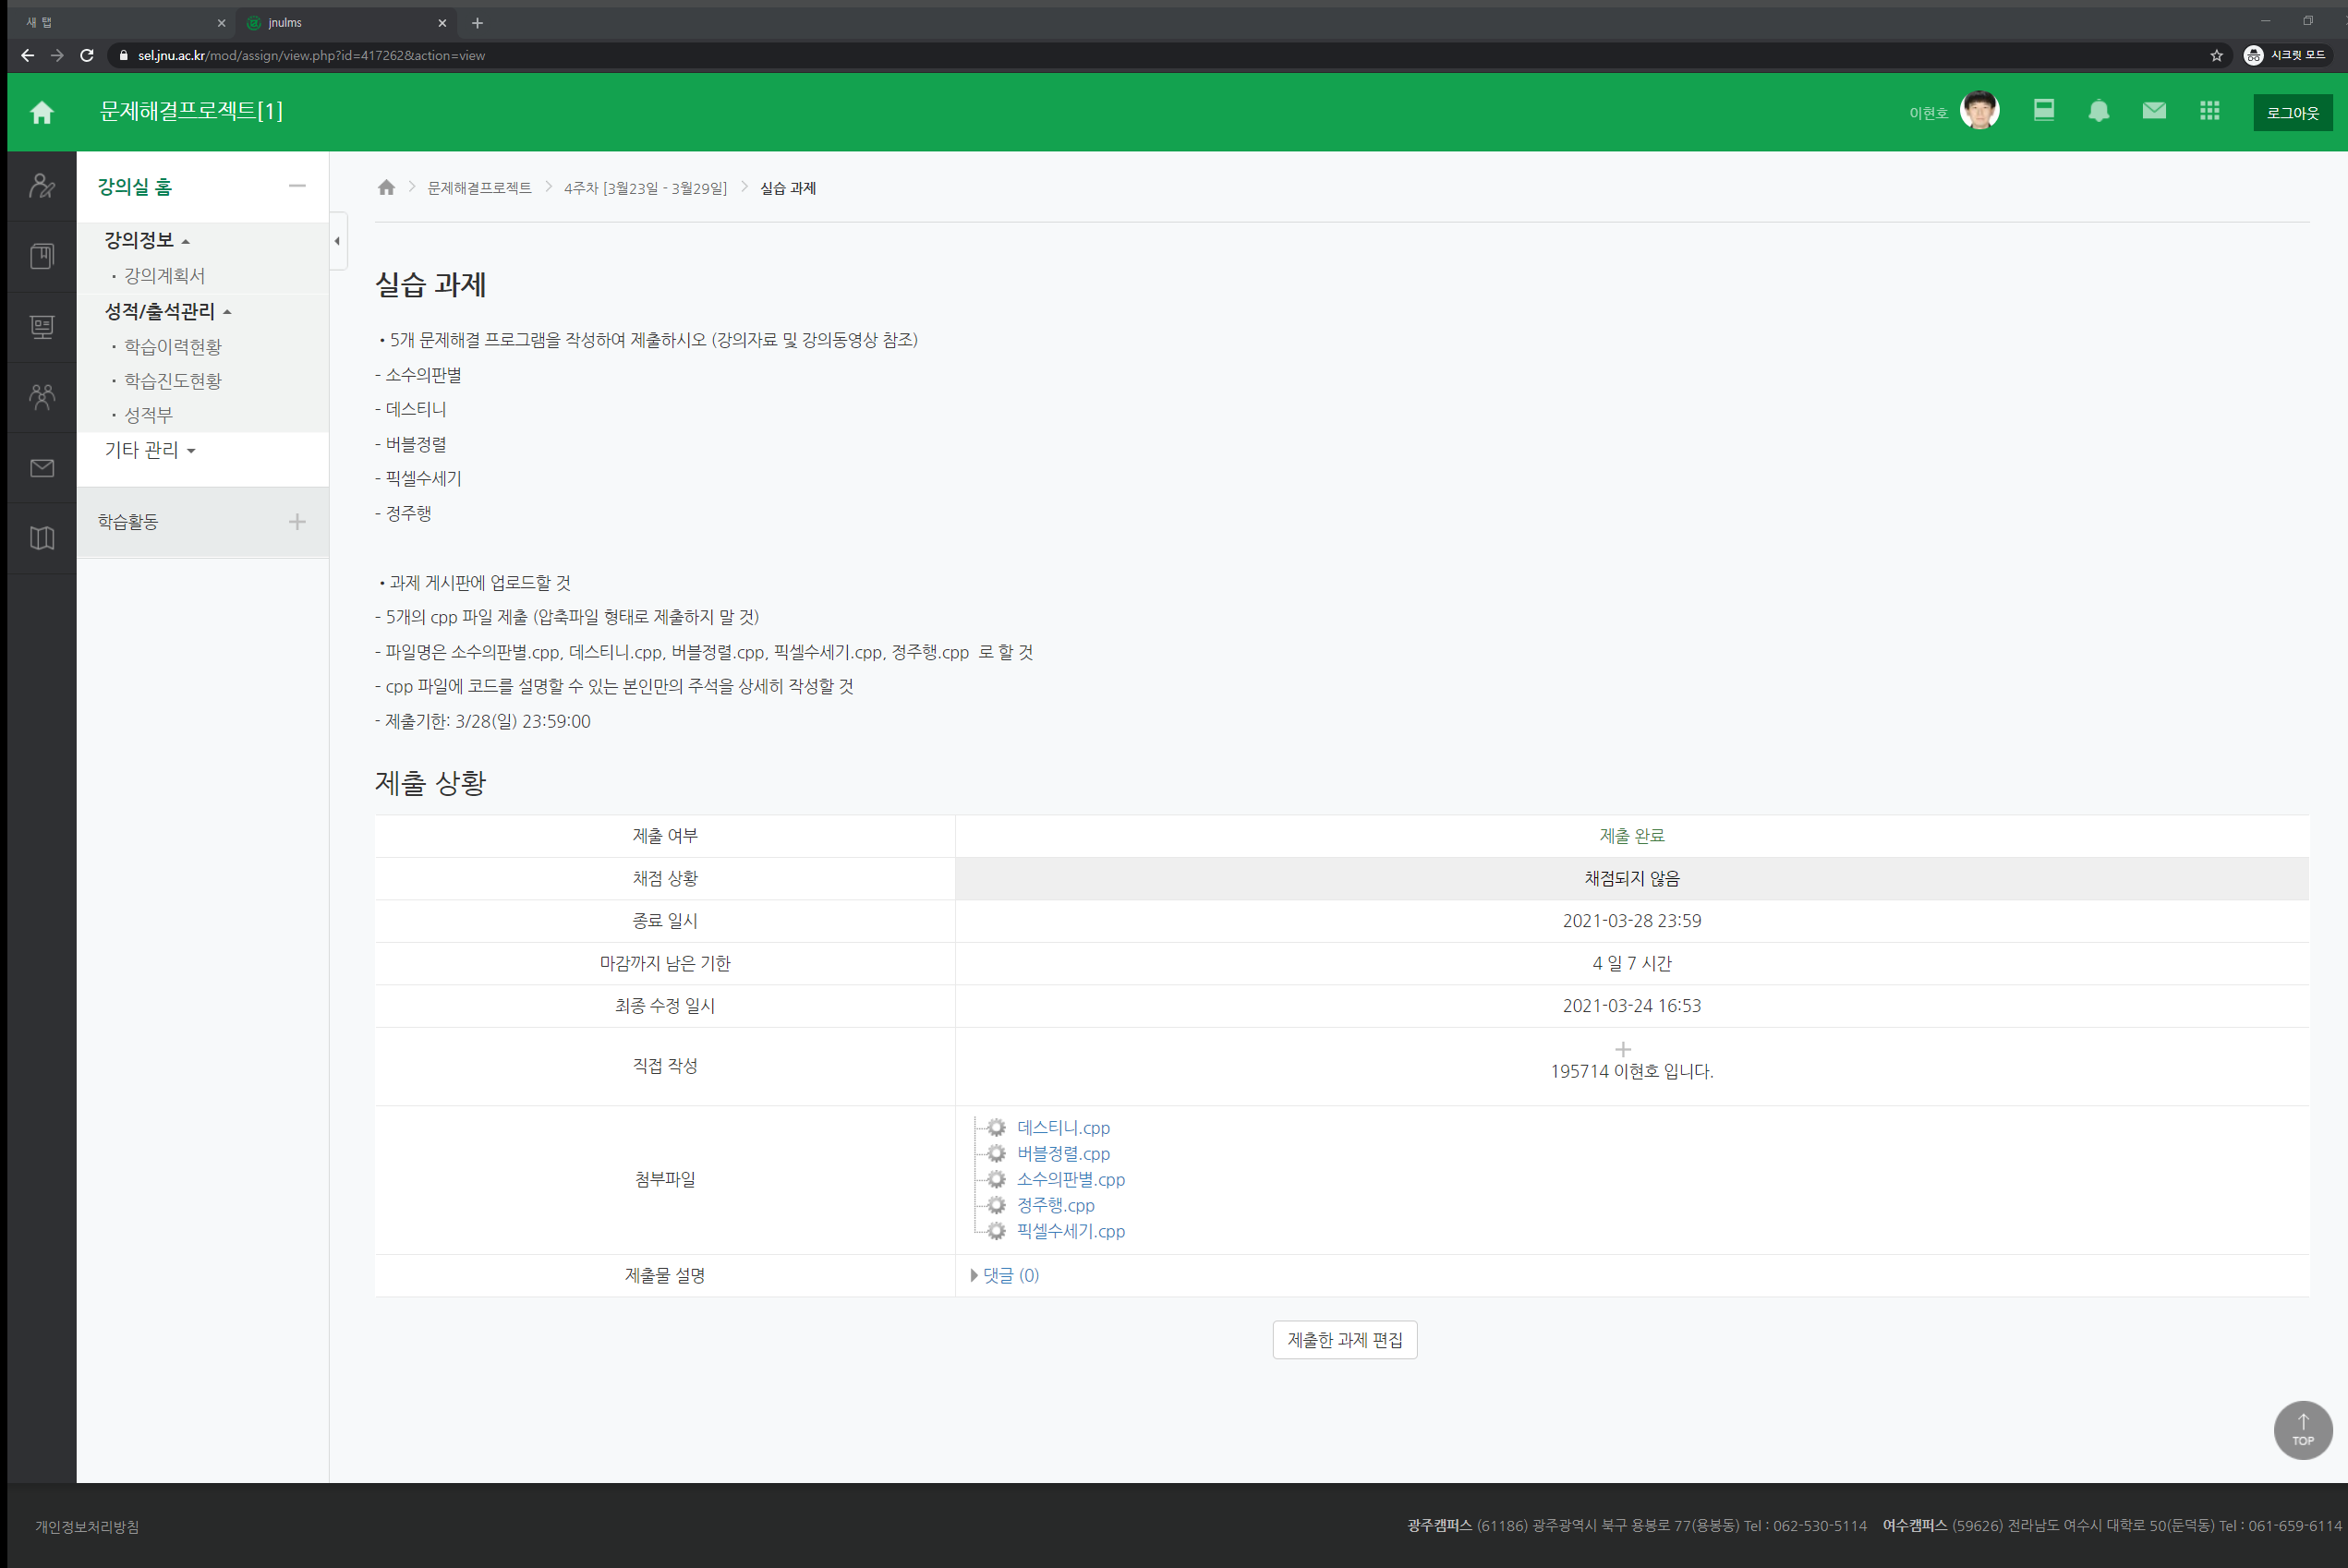 새 탭
jnulms
sel.jnu.ac.kr/mod/assign/view.php?id=417262&action=view
시크릿 모드
문제해결프로젝트[1]
이현호
로그아웃
강의실 홈
강의정보
· 강의계획서
성적/출석관리
· 학습이력현황
· 학습진도현황
· 성적부
기타 관리
학습활동
문제해결프로젝트 > 4주차 [3월23일 - 3월29일] > 실습 과제
실습 과제
• 5개 문제해결 프로그램을 작성하여 제출하시오 (강의자료 및 강의동영상 참조)
- 소수의판별
- 데스티니
- 버블정렬
- 픽셀수세기
- 정주행
• 과제 게시판에 업로드할 것
- 5개의 cpp 파일 제출 (압축파일 형태로 제출하지 말 것)
- 파일명은 소수의판별.cpp, 데스티니.cpp, 버블정렬.cpp, 픽셀수세기.cpp, 정주행.cpp 로 할 것
- cpp 파일에 코드를 설명할 수 있는 본인만의 주석을 상세히 작성할 것
- 제출기한: 3/28(일) 23:59:00
제출 상황
제출 여부 제출 완료
채점 상황 채점되지 않음
종료 일시 2021-03-28 23:59
마감까지 남은 기한 4 일 7 시간
최종 수정 일시 2021-03-24 16:53
직접 작성 195714 이현호 입니다.
첨부파일
데스티니.cpp
버블정렬.cpp
소수의판별.cpp
정주행.cpp
픽셀수세기.cpp
제출물 설명 댓글 (0)
제출한 과제 편집
TOP
개인정보처리방침
광주캠퍼스 (61186) 광주광역시 북구 용봉로 77(용봉동) Tel : 062-530-5114 여수캠퍼스 (59626) 전라남도 여수시 대학로 50(둔덕동) Tel : 061-659-6114